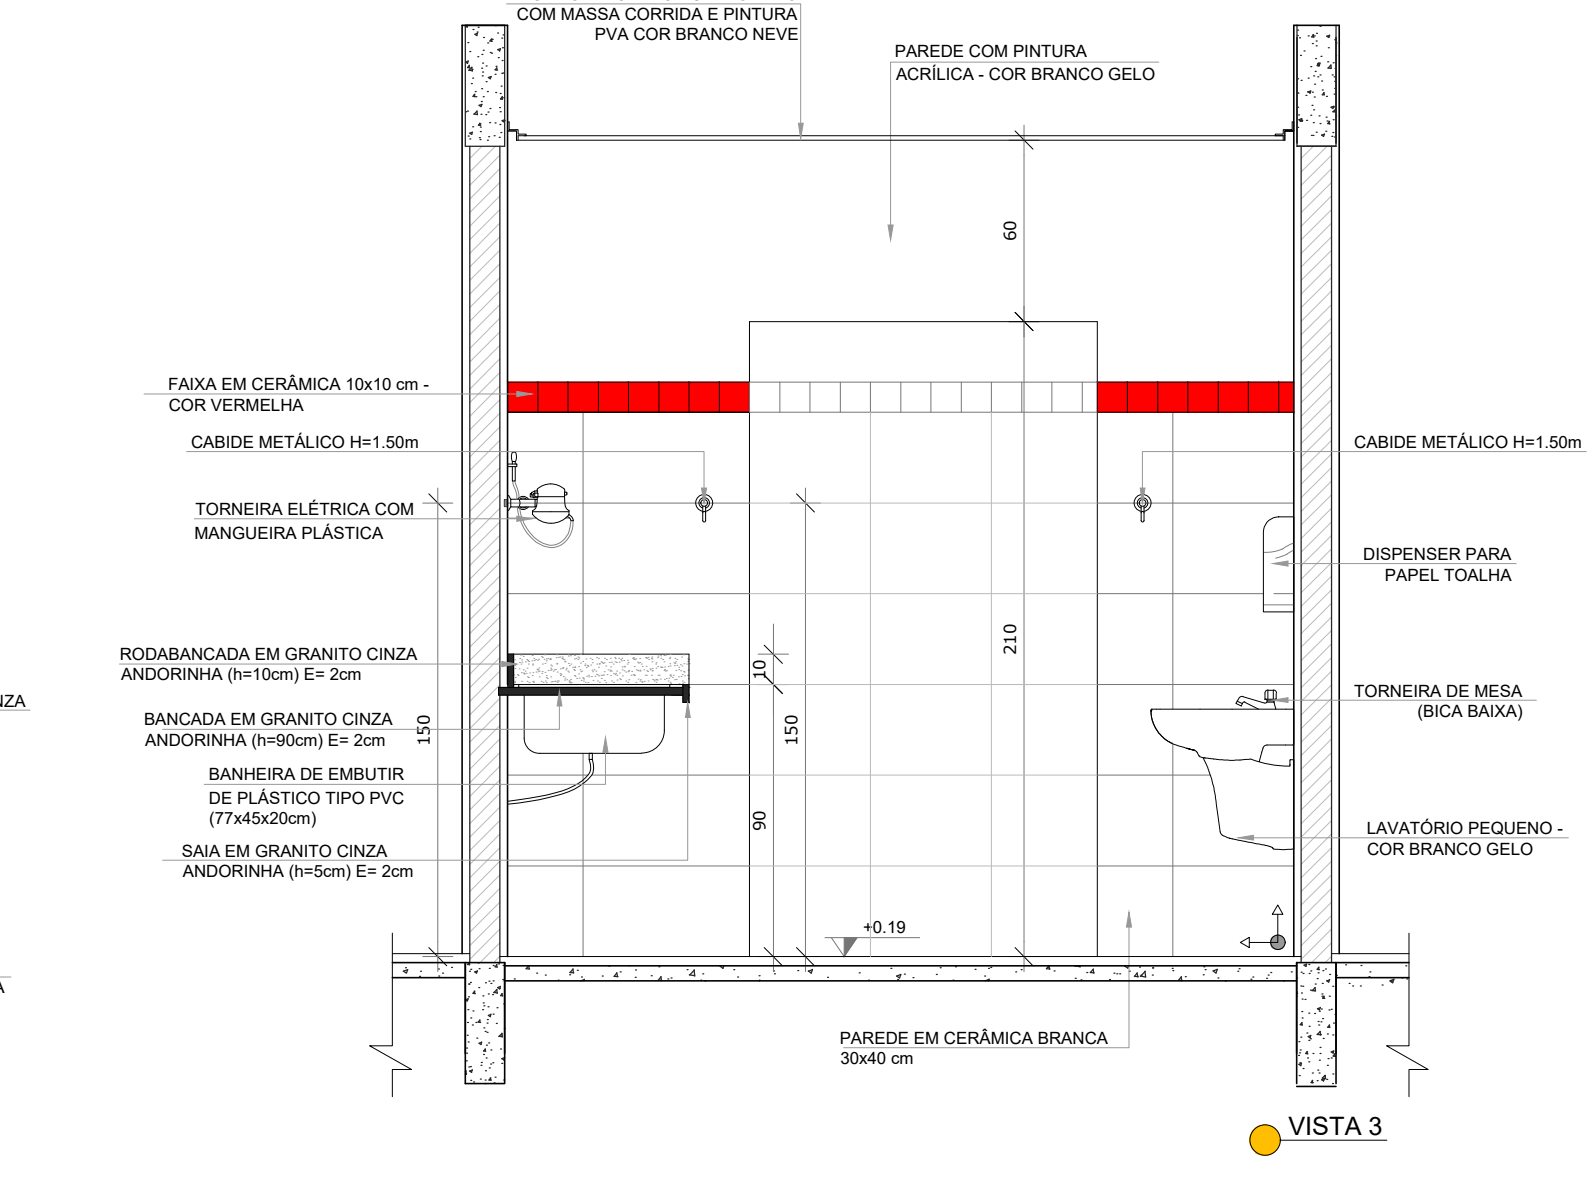 COM MASSA CORRIDA E PINTURA
PVA COR BRANCO NEVE
PAREDE COM PINTURA
ACRÍLICA - COR BRANCO GELO
60
FAIXA EM CERÂMICA 10x10 cm -
COR VERMELHA
CABIDE METÁLICO H=1.50m
CABIDE METÁLICO H=1.50m
TORNEIRA ELÉTRICA COM
MANGUEIRA PLÁSTICA
DISPENSER PARA
PAPEL TOALHA
210
RODABANCADA EM GRANITO CINZA
ANDORINHA (h=10cm) E= 2cm
10
TORNEIRA DE MESA
(BICA BAIXA)
BANCADA EM GRANITO CINZA
ANDORINHA (h=90cm) E= 2cm
150
150
BANHEIRA DE EMBUTIR
DE PLÁSTICO TIPO PVC
(77x45x20cm)
90
SAIA EM GRANITO CINZA
ANDORINHA (h=5cm) E= 2cm
LAVATÓRIO PEQUENO -
COR BRANCO GELO
+0.19
PAREDE EM CERÂMICA BRANCA
30x40 cm
VISTA 3